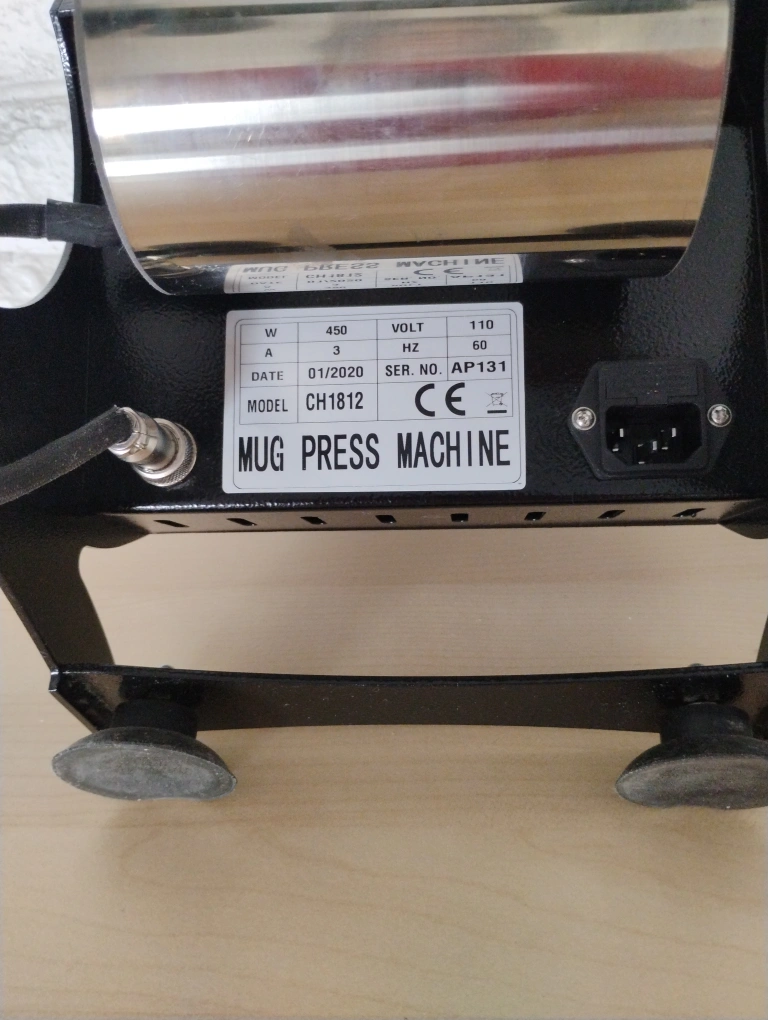 W 450 VOLT 110
A 3 HZ 60
DATE 01/2020 SER. NO. AP131
MODEL CH1812 CE
MUG PRESS MACHINE